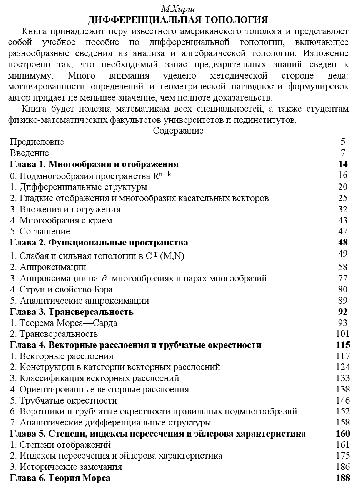 М.Хирш
ДИФФЕРЕНЦИАЛЬНАЯ ТОПОЛОГИЯ
Книга принадлежит перу известного американского тополога и представляет
собой учебное пособие по дифференциальной топологии, включающее
разнообразные сведения из анализа и алгебраической топологии. Изложение
построено так, что необходимый запас предварительных знаний сведен к
минимуму. Много внимания уделено методической стороне дела:
мотивированности определений и геометрической наглядности формулировок
автор придает не меньшее значение, чем полноте доказательств.
Книга будет полезна математикам всех специальностей, а также студентам
физико-математических факультетов университетов и пединститутов.
Содержание
Предисловие 5
Введение 7
Глава 1. Многообразия и отображения 14
0. Подмногообразия пространства 16
1. Дифференциальные структуры 20
2. Гладкие отображения и многообразия касательных векторов 25
3. Вложения и погружения 32
4. Многообразия с краем 43
5. Соглашение 47
Глава 2. Функциональные пространства 48
1. Слабая и сильная топологии в C (M,N) 49
2. Аппроксимации 58
3. Аппроксимации на ∂-многообразиях и парах многообразий 77
4. Струи и свойство Бэра 80
5. Аналитические аппроксимации 89
Глава 3. Трансверсальность 92
1. Теорема Морса—Сарда 93
2. Трансверсальность 101
Глава 4. Векторные расслоения и трубчатые окрестности 115
1. Векторные расслоения 117
2. Конструкции в категории векторных расслоений 124
3. Классификация векторных расслоений 133
4. Ориентированные векторные расслоения 138
5. Трубчатые окрестности 146
6. Воротники и трубчатые окрестности правильных подмногообразий 152
7. Аналитические дифференциальные структуры 158
Глава 5. Степени, индексы пересечения и эйлерова характеристика 160
1. Степени отображений 161
2. Индексы пересечения и эйлерова характеристика 175
3. Исторические замечания 186
Глава 6. Теория Морса 188